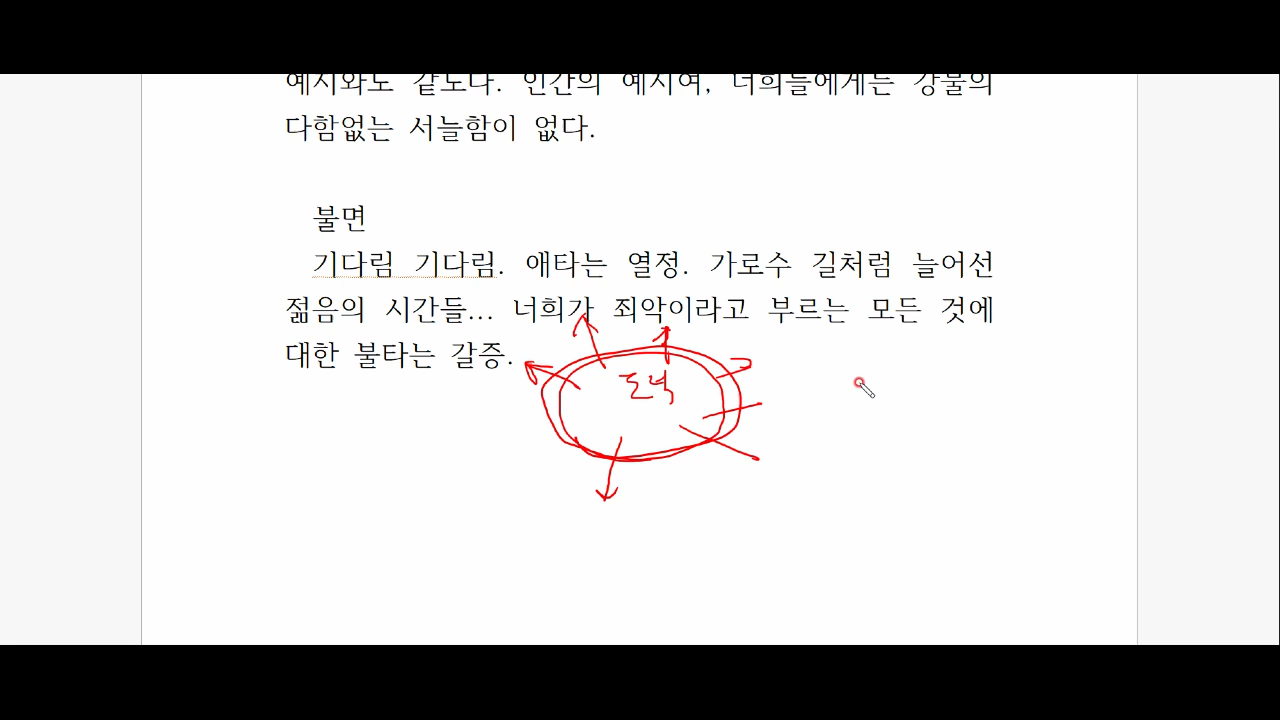 예시와도 같도다. 인간의 예시여, 너희들에게는 강물의
다함없는 서늘함이 없다.
불면
기다림 기다림. 애타는 열정. 가로수 길처럼 늘어선
젊음의 시간들... 너희가 죄악이라고 부르는 모든 것에
대한 불타는 갈증.
도덕